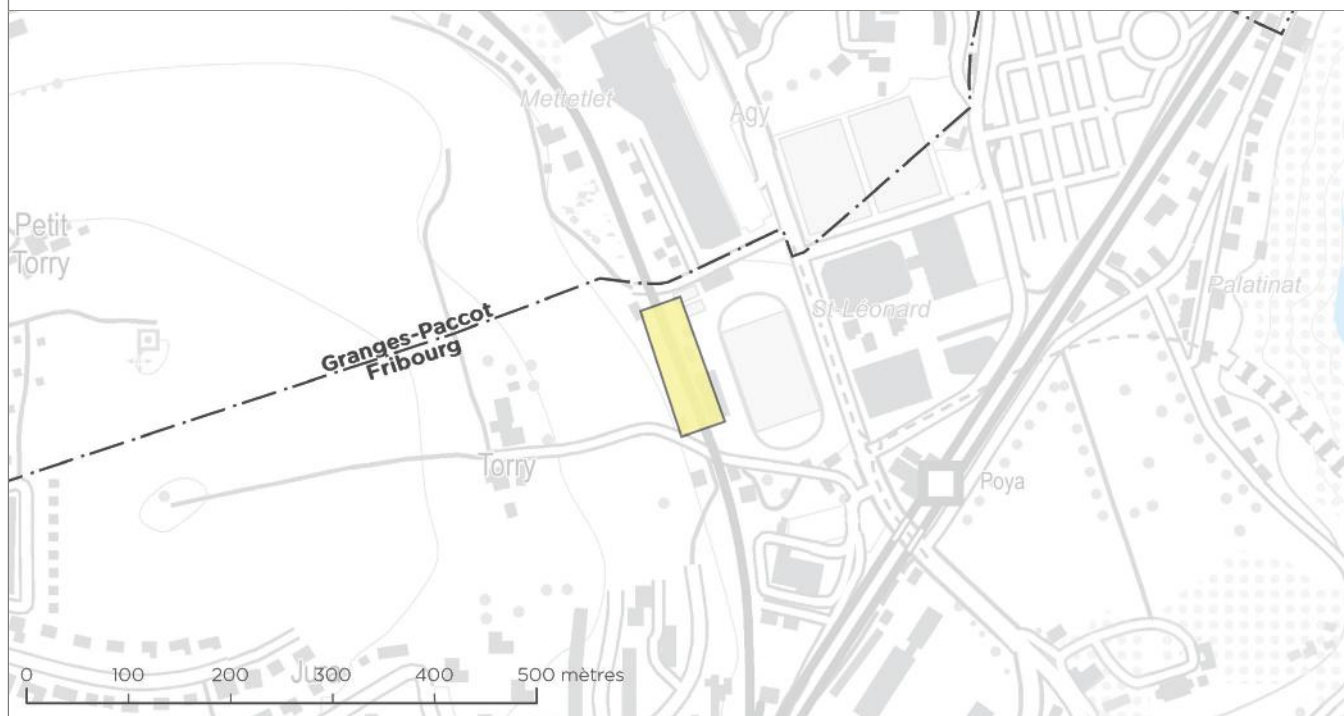 Mettetlet
Agy
Petit
Torry
Palatinat
Granges-Paccot
Fribourg
St-Léonard
Torry
Poya
Jura
0 100 200 300 400 500 mètres